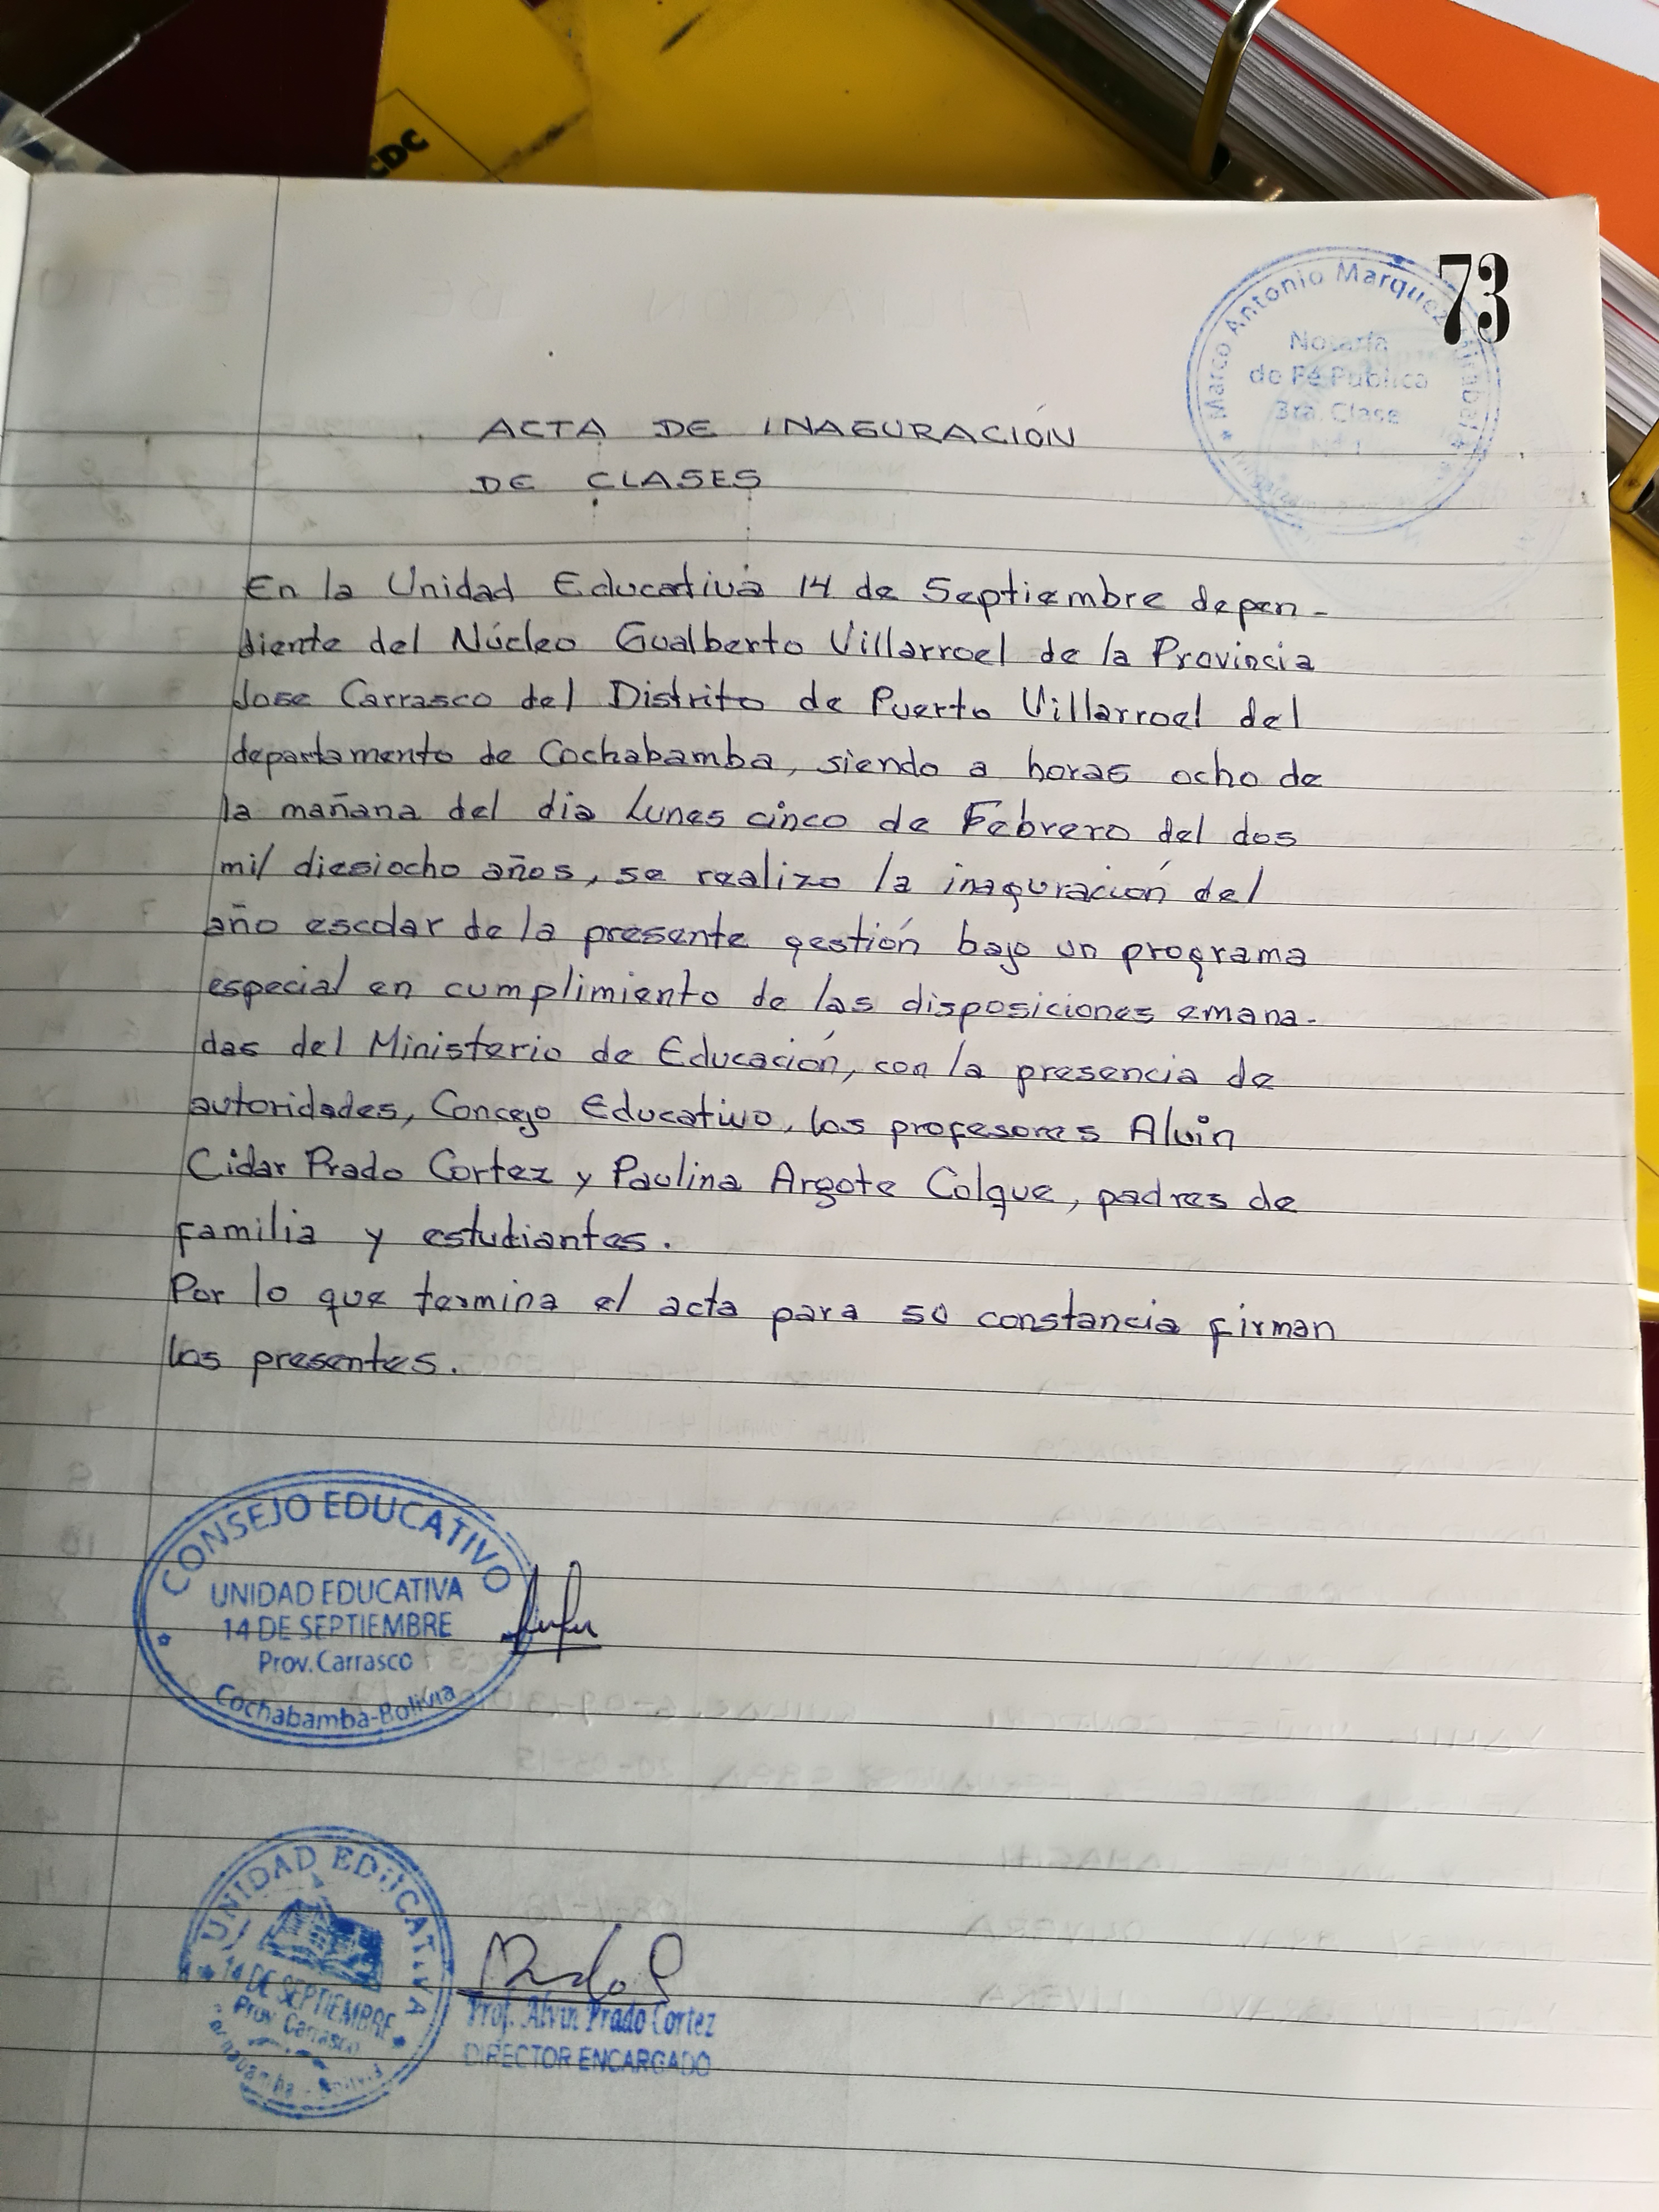 CDC
73
Marco Antonio Marquez Mirabal
Notaría
de Fé Pública
3ra. Clase
Nº 1
ACTA DE INAGURACIÓN
DE CLASES
En la Unidad Educativa 14 de Septiembre depen-
diente del Núcleo Gualberto Villarroel de la Provincia
Jose Carrasco del Distrito de Puerto Villarroel del
departamento de Cochabamba, siendo a horas ocho de
la mañana del dia Lunes cinco de Febrero del dos
mil diesiocho años, se realizo la inaguración del
año escolar de la presente gestión bajo un programa
especial en cumplimiento de las disposiciones emana-
das del Ministerio de Educación, con la presencia de
autoridades, Concejo Educativo, los profesores Alvin
Cidar Prado Cortez y Paulina Argote Colque, padres de
familia y estudiantes.
Por lo que termina el acta para su constancia firman
los presentes.
CONSEJO EDUCATIVO
UNIDAD EDUCATIVA
14 DE SEPTIEMBRE
Prov. Carrasco
Cochabamba-Bolivia
UNIDAD EDUCATIVA
14 DE SEPTIEMBRE
Prov. Carrasco
Prof. Alvin Prado Cortez
DIRECTOR ENCARGADO